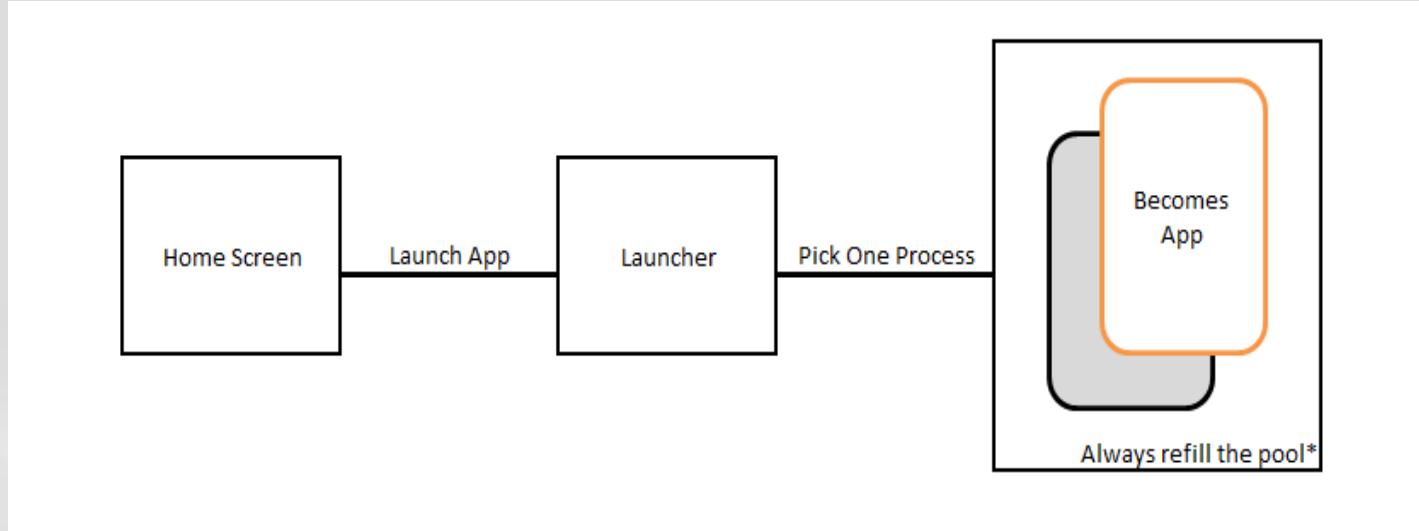 Home Screen
Launch App
Launcher
Pick One Process
Becomes
App
Always refill the pool*